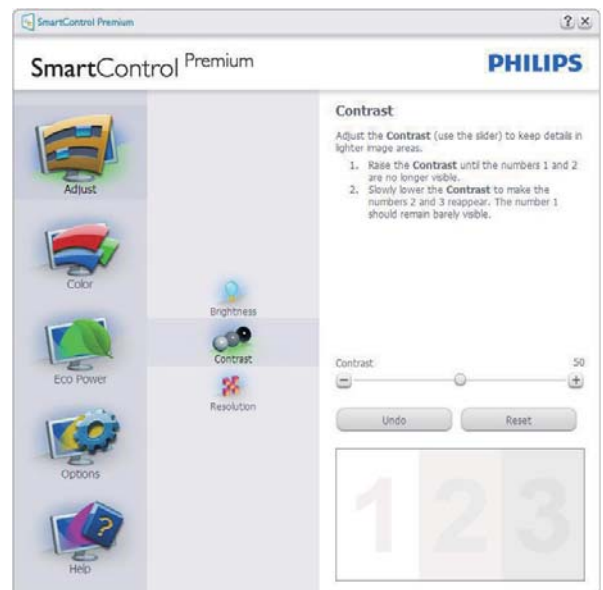 SmartControl Premium
SmartControl Premium
PHILIPS
Adjust
Color
Eco Power
Options
Help
Brightness
Contrast
Resolution
Contrast
Adjust the Contrast (use the slider) to keep details in
lighter image areas.
1. Raise the Contrast until the numbers 1 and 2
are no longer visible.
2. Slowly lower the Contrast to make the
numbers 2 and 3 reappear. The number 1
should remain barely visible.
Contrast 50
Undo Reset
1 2 3